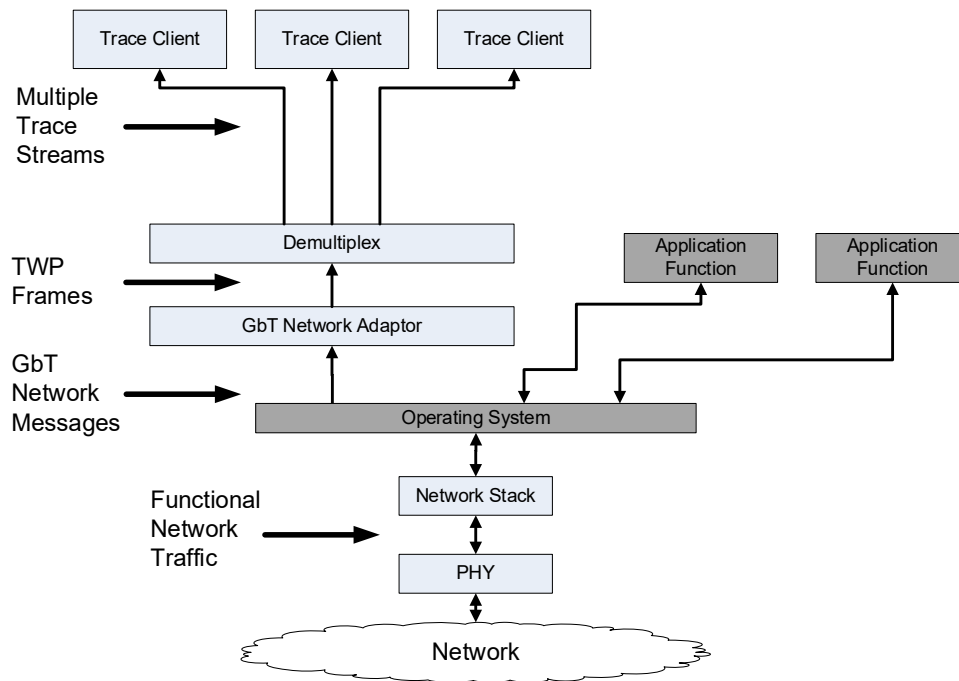 Trace Client
Trace Client
Trace Client
Multiple
Trace
Streams
Demultiplex
Application
Function
Application
Function
TWP
Frames
GbT Network Adaptor
GbT
Network
Messages
Operating System
Network Stack
Functional
Network
Traffic
PHY
Network